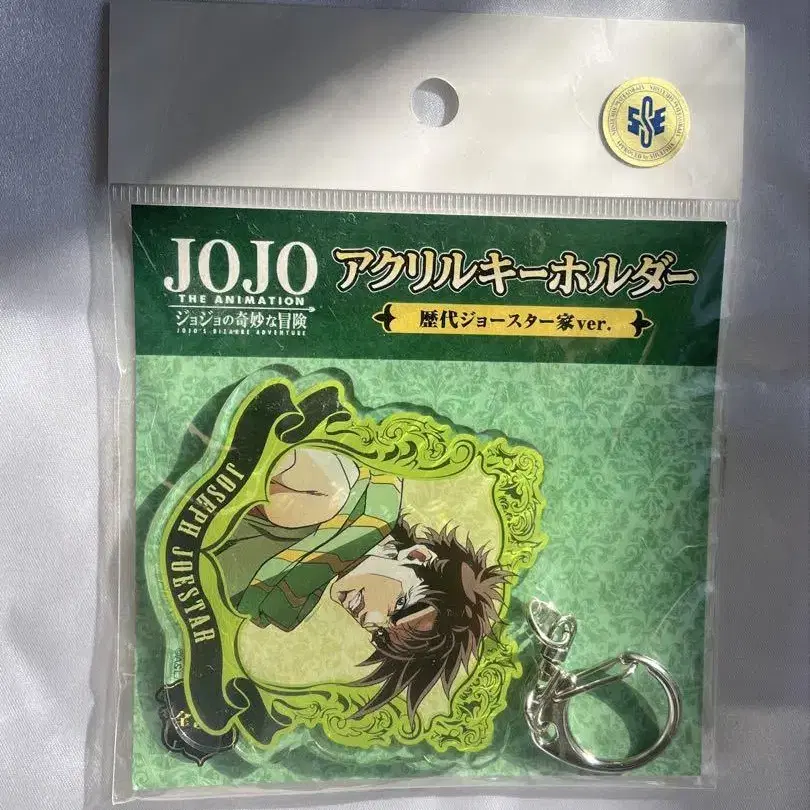 SSE
JOJO
THE ANIMATION
ジョジョの奇妙な冒険
JOJO'S BIZARRE ADVENTURE
アクリルキーホルダー
歴代ジョースター家ver.
JOSEPH JOESTAR